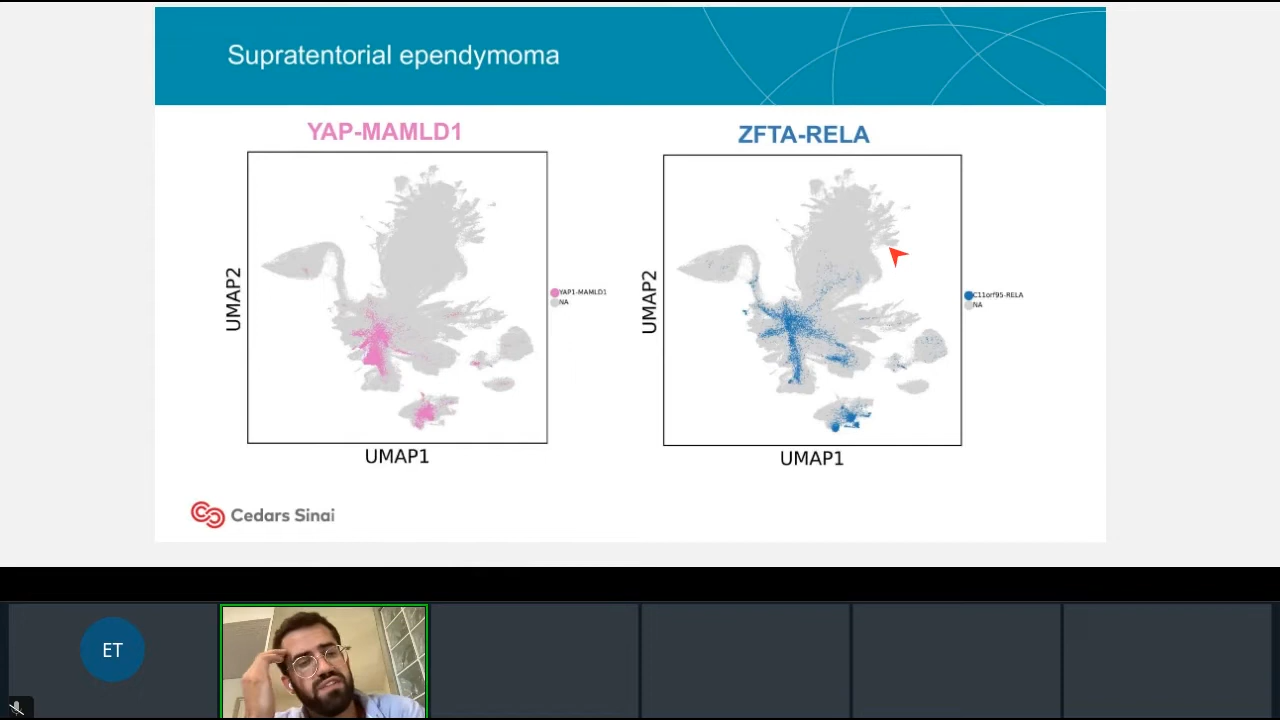 Supratentorial ependymoma
YAP-MAMLD1
ZFTA-RELA
UMAP2
YAP1-MAMLD1
NA
UMAP1
UMAP2
C11orf95-RELA
NA
UMAP1
Cedars Sinai
ET